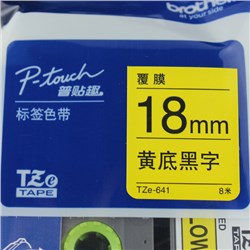 brother
P-touch
普贴趣
标签色带
TZe
TAPE
覆膜
18mm
黄底黑字
TZe-641
8米